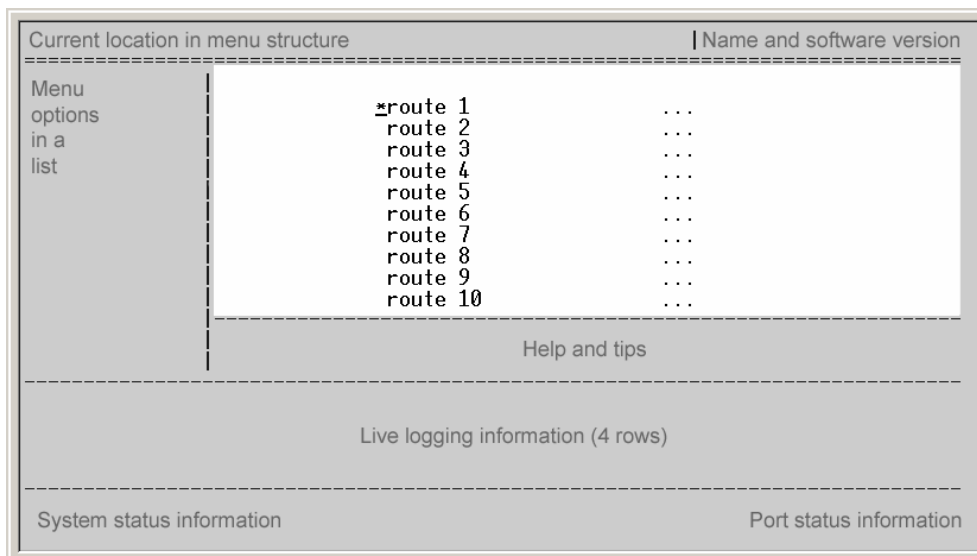 Current location in menu structure | Name and software version
Menu
options
in a
list
*route 1 ...
route 2 ...
route 3 ...
route 4 ...
route 5 ...
route 6 ...
route 7 ...
route 8 ...
route 9 ...
route 10 ...
Help and tips
Live logging information (4 rows)
System status information Port status information